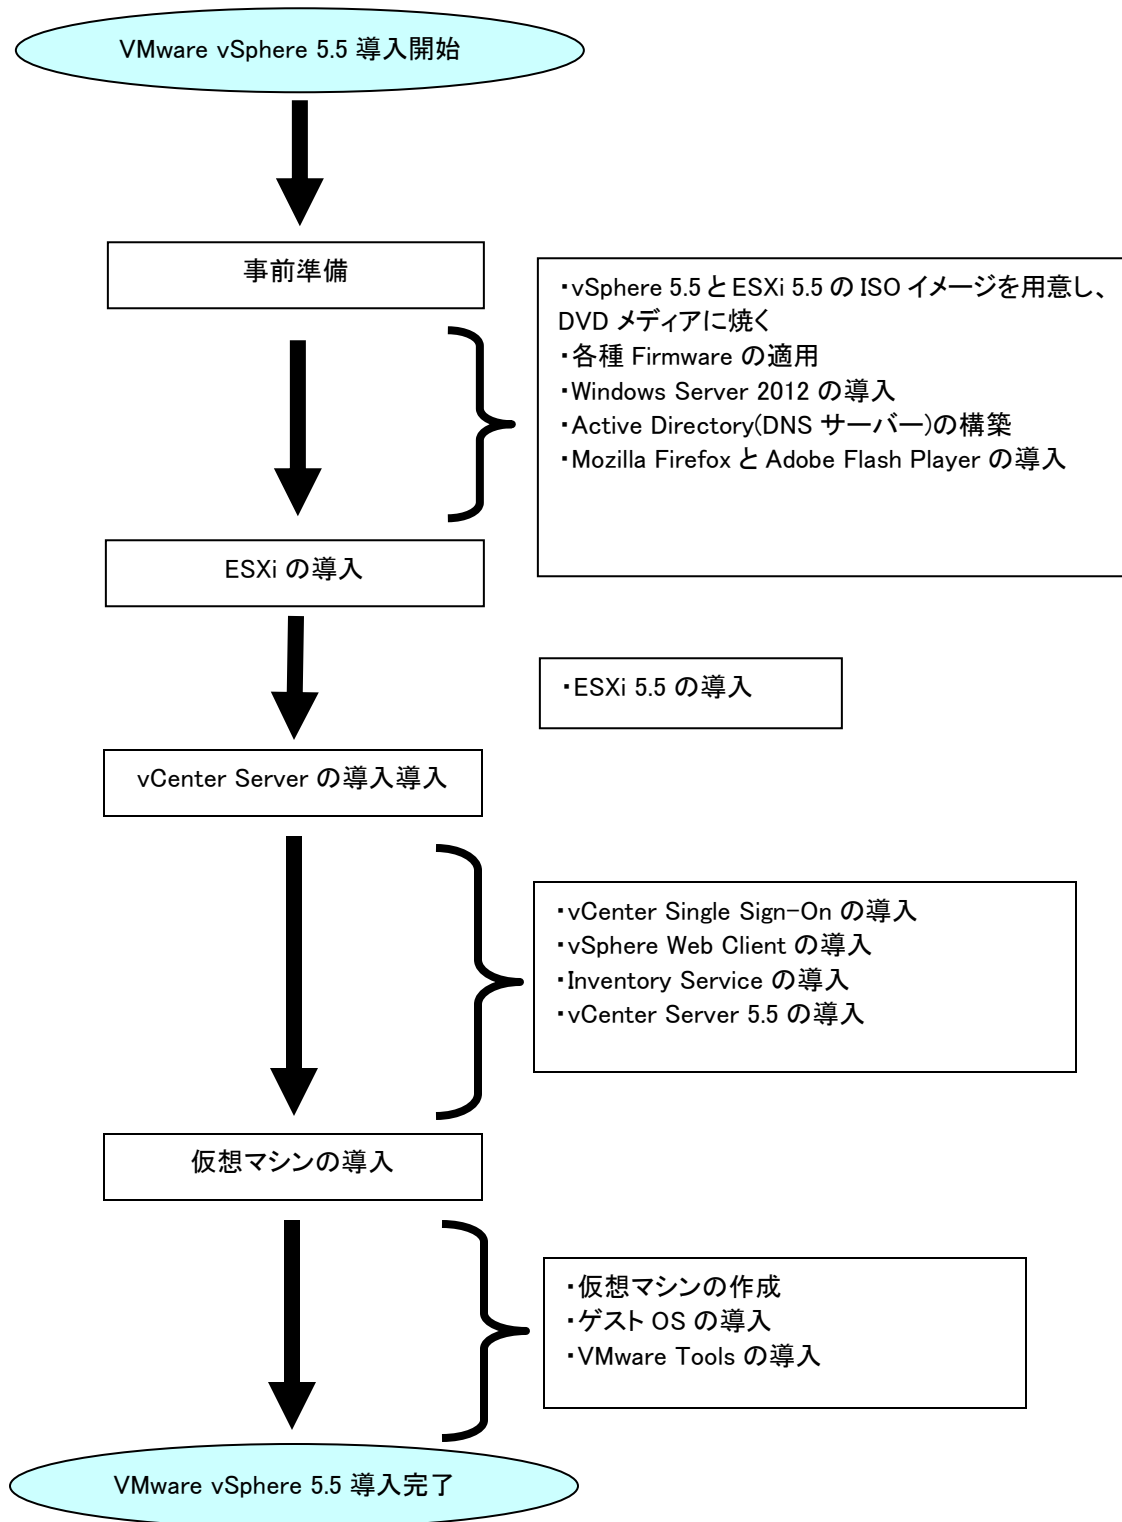 VMware vSphere 5.5 導入開始
事前準備
・vSphere 5.5 と ESXi 5.5 の ISO イメージを用意し、
DVD メディアに焼く
・各種 Firmware の適用
・Windows Server 2012 の導入
・Active Directory(DNS サーバー)の構築
・Mozilla Firefox と Adobe Flash Player の導入
ESXi の導入
・ESXi 5.5 の導入
vCenter Server の導入導入
・vCenter Single Sign-On の導入
・vSphere Web Client の導入
・Inventory Service の導入
・vCenter Server 5.5 の導入
仮想マシンの導入
・仮想マシンの作成
・ゲスト OS の導入
・VMware Tools の導入
VMware vSphere 5.5 導入完了